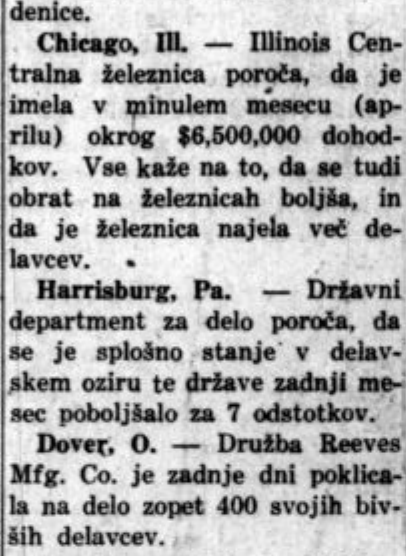 denice.
Chicago, Ill. — Illinois Cen-
tralna železnica poroča, da je
imela v minulem mesecu (ap-
rilu) okrog $6,500,000 dohod-
kov. Vse kaže na to, da se tudi
obrat na železnicah boljša, in
da je železnica najela več de-
lavcev.
Harrisburg, Pa. — Državni
department za delo poroča, da
se je splošno stanje v delav-
skem oziru te države zadnji me-
sec poboljšalo za 7 odstotkov.
Dover, O. — Družba Reeves
Mfg. Co. je zadnje dni poklica-
la na delo zopet 400 svojih biv-
ših delavcev.